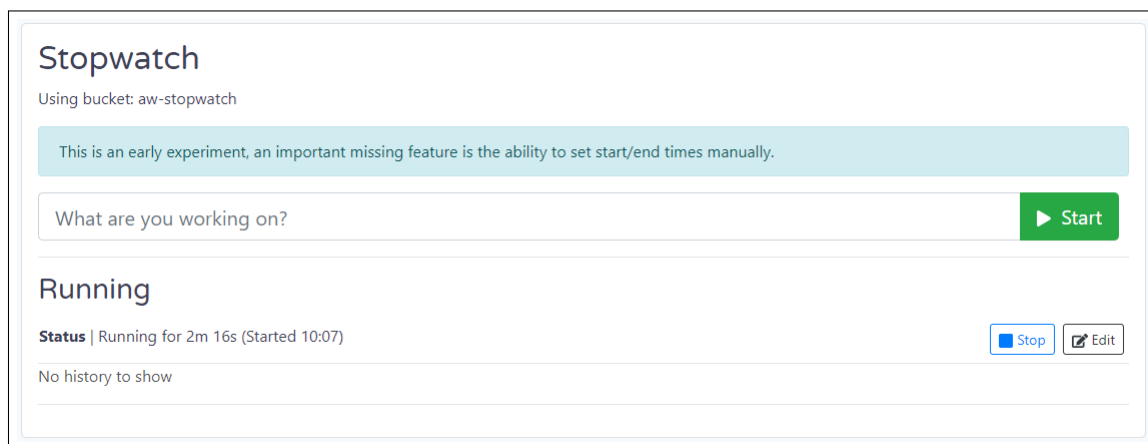 Stopwatch
Using bucket: aw-stopwatch
This is an early experiment, an important missing feature is the ability to set start/end times manually.
What are you working on?
Start
Running
Status | Running for 2m 16s (Started 10:07)
Stop
Edit
No history to show